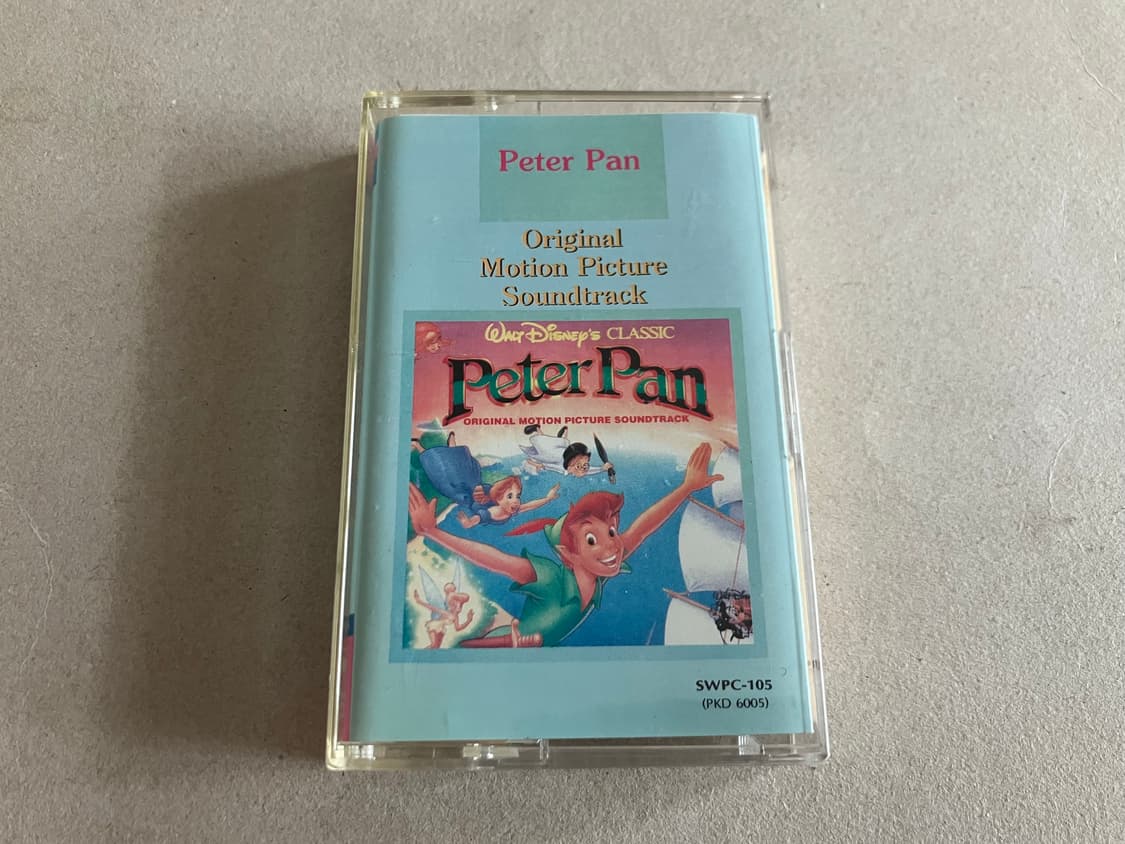 Peter Pan
Original
Motion Picture
Soundtrack
WALT DISNEY'S CLASSIC
Peter Pan
ORIGINAL MOTION PICTURE SOUNDTRACK
SWPC-105
(PKD 6005)